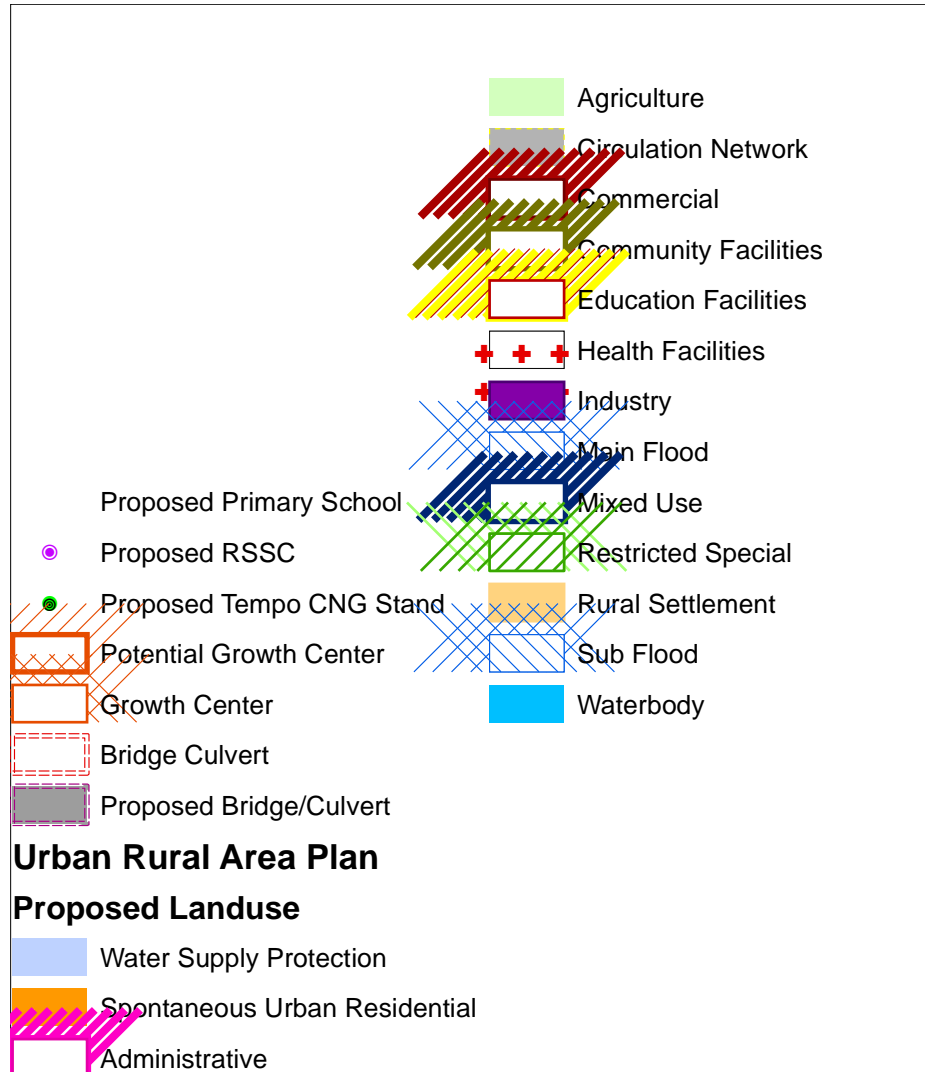 Proposed Primary School
Proposed RSSC
Proposed Tempo CNG Stand
Potential Growth Center
Growth Center
Bridge Culvert
Proposed Bridge/Culvert
Urban Rural Area Plan
Proposed Landuse
Water Supply Protection
Spontaneous Urban Residential
Administrative
Agriculture
Circulation Network
Commercial
Community Facilities
Education Facilities
Health Facilities
Industry
Main Flood
Mixed Use
Restricted Special
Rural Settlement
Sub Flood
Waterbody